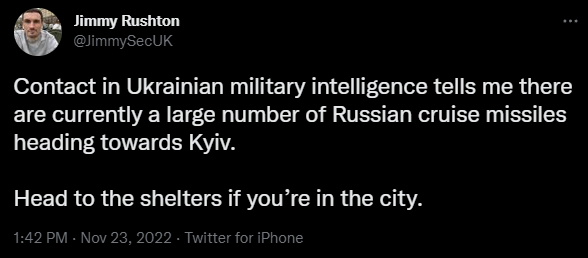 Jimmy Rushton
@JimmySecUK
Contact in Ukrainian military intelligence tells me there
are currently a large number of Russian cruise missiles
heading towards Kyiv.
Head to the shelters if you’re in the city.
1:42 PM · Nov 23, 2022 · Twitter for iPhone